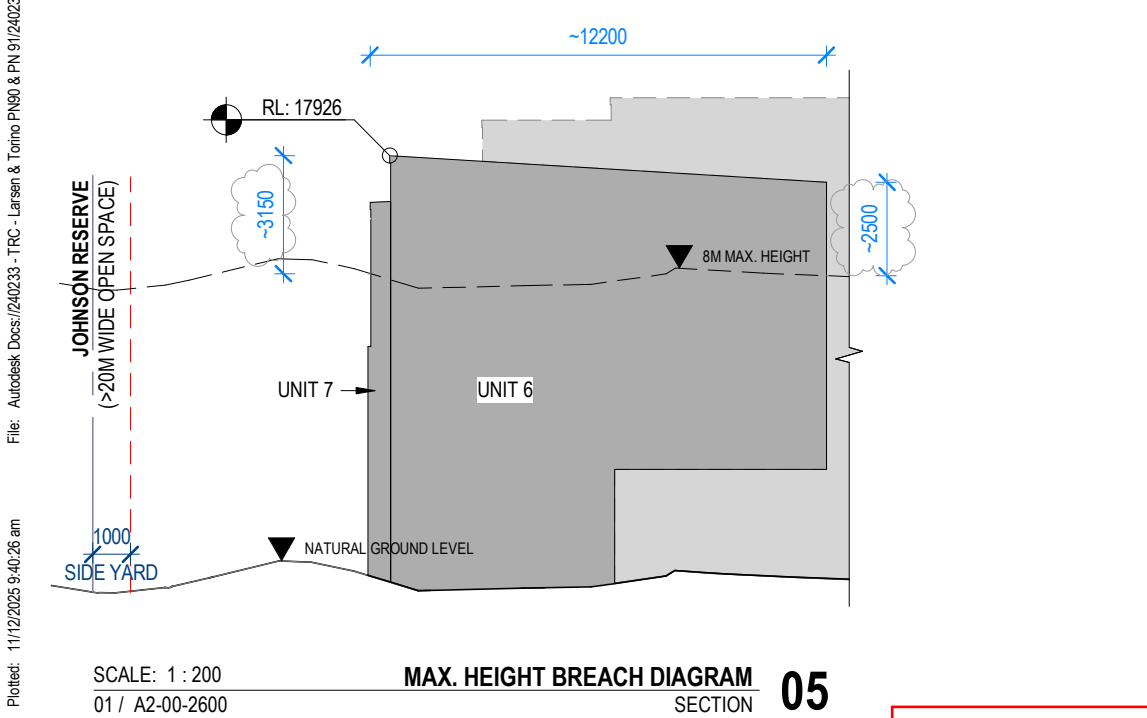 ~12200
RL: 17926
~3150
~2500
JOHNSON RESERVE
(>20M WIDE OPEN SPACE)
8M MAX. HEIGHT
UNIT 7
UNIT 6
1000
SIDE YARD
NATURAL GROUND LEVEL
SCALE: 1 : 200
MAX. HEIGHT BREACH DIAGRAM
05
01 / A2-00-2600
SECTION
Plotted: 11/12/2025 9:40:26 am File: Autodesk Docs://240233 - TRC - Larsen & Torino PN90 & PN 91/24023